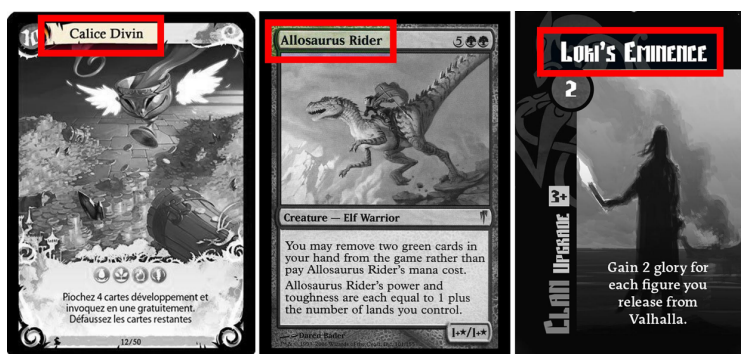 10
Calice Divin
Piochez 4 cartes développement et
invoquez en une gratuitement.
Défaussez les cartes restantes
12/50
Allosaurus Rider
5
Creature — Elf Warrior
You may remove two green cards in
your hand from the game rather than
pay Allosaurus Rider's mana cost.
Allosaurus Rider's power and
toughness are each equal to 1 plus
the number of lands you control.
Daren Bader
1+★/1+★
Loki's Eminence
2
Clan Upgrade 3+
Gain 2 glory for
each figure you
release from
Valhalla.